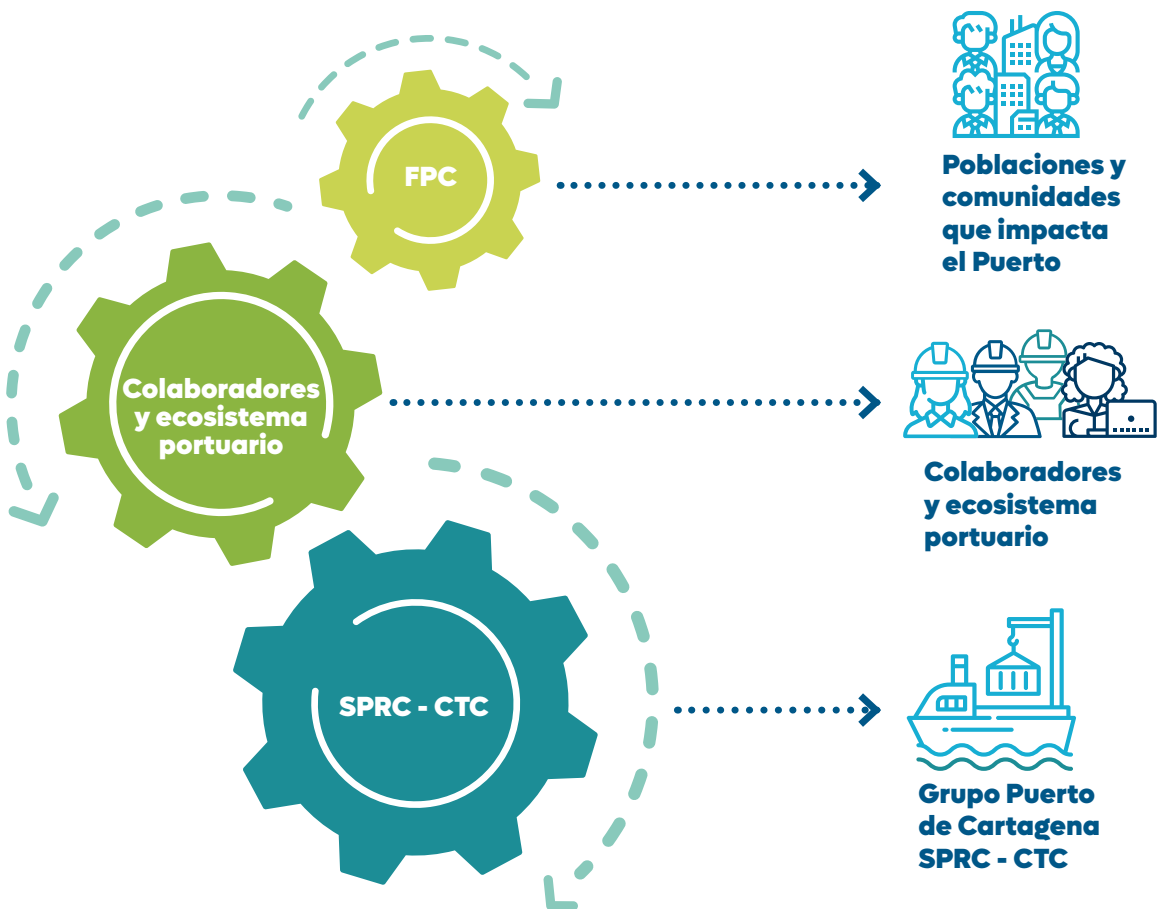 FPC
Poblaciones y
comunidades
que impacta
el Puerto
Colaboradores
y ecosistema
portuario
Colaboradores
y ecosistema
portuario
SPRC - CTC
Grupo Puerto
de Cartagena
SPRC - CTC